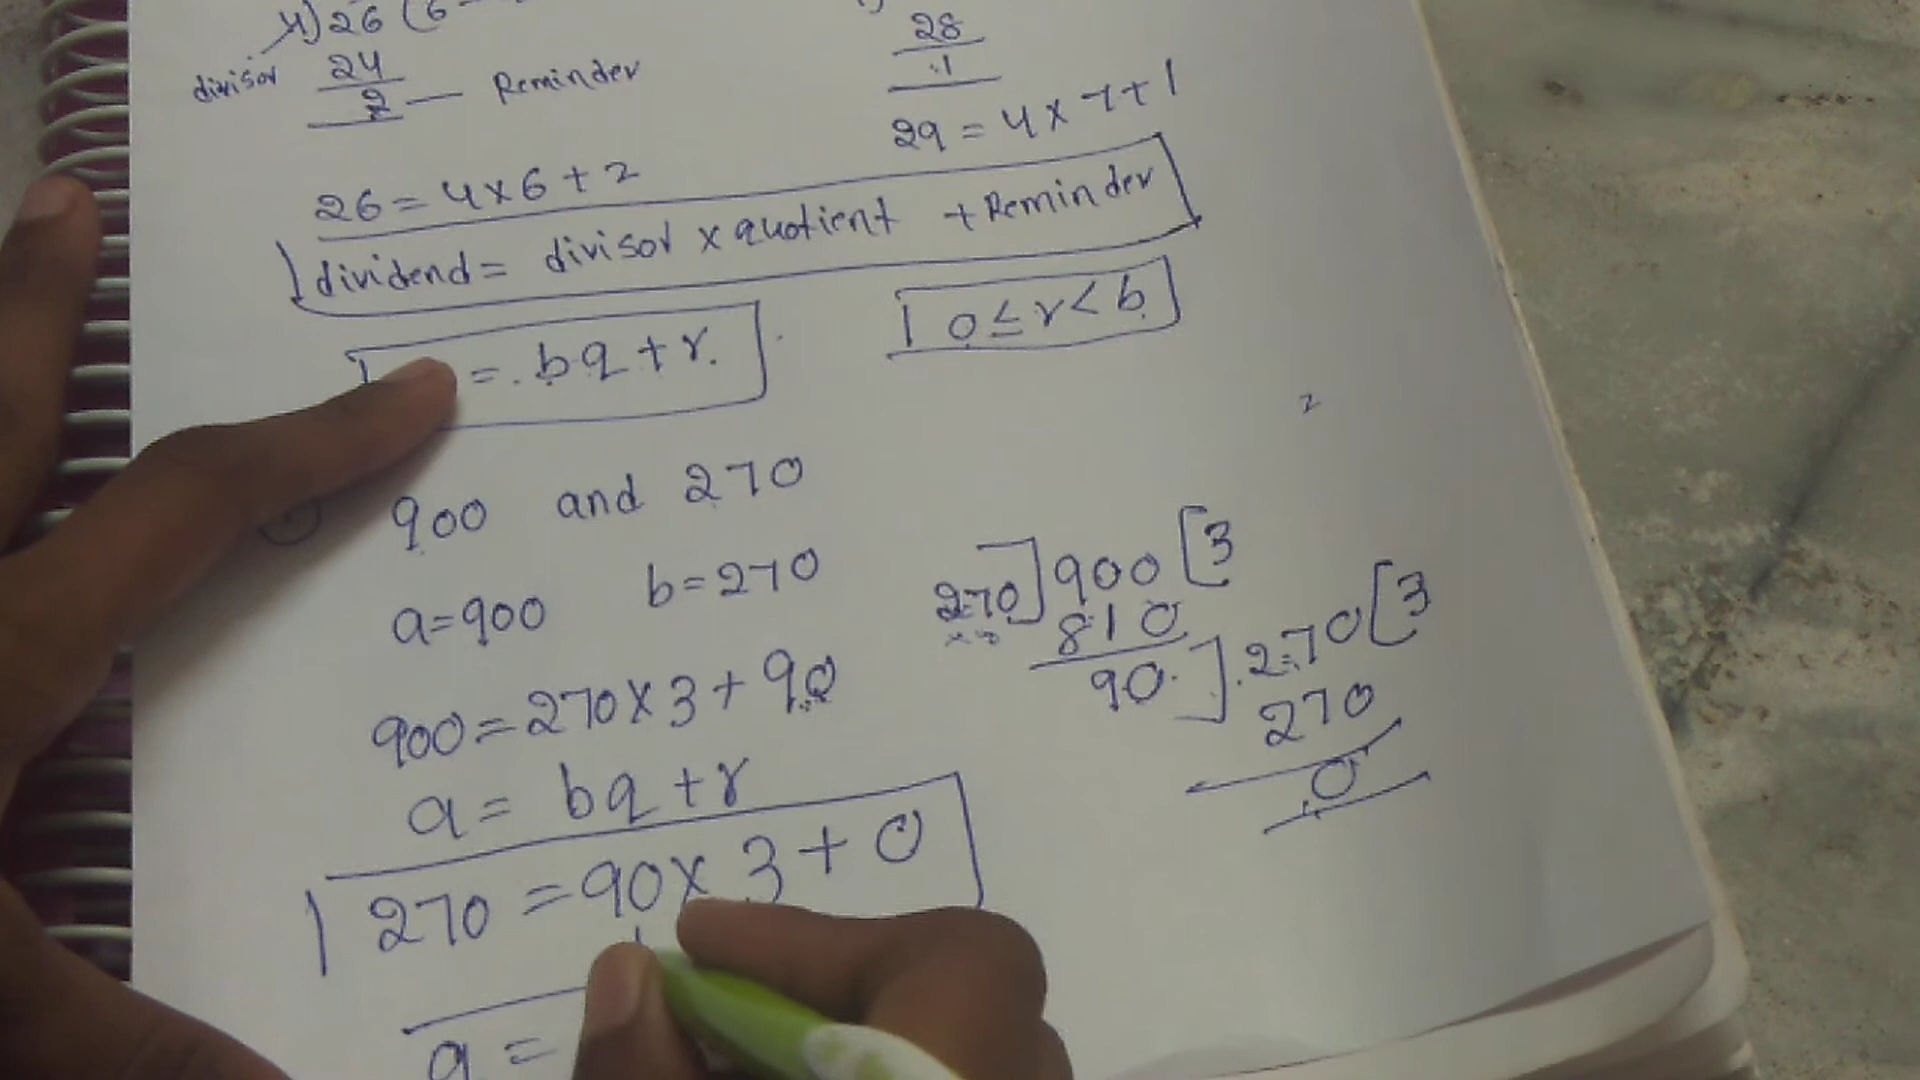 4)26(6
divisor 24
2 — Reminder
28
1
29=4×7+1
26=4×6+2
dividend= divisor × quotient + Reminder
= bq+r
0≤r<b
900 and 270
a=900 b=270
270]900[3
810
90].270[3
270
0
900=270×3+90
a= bq+r
270=90×3+0
a=